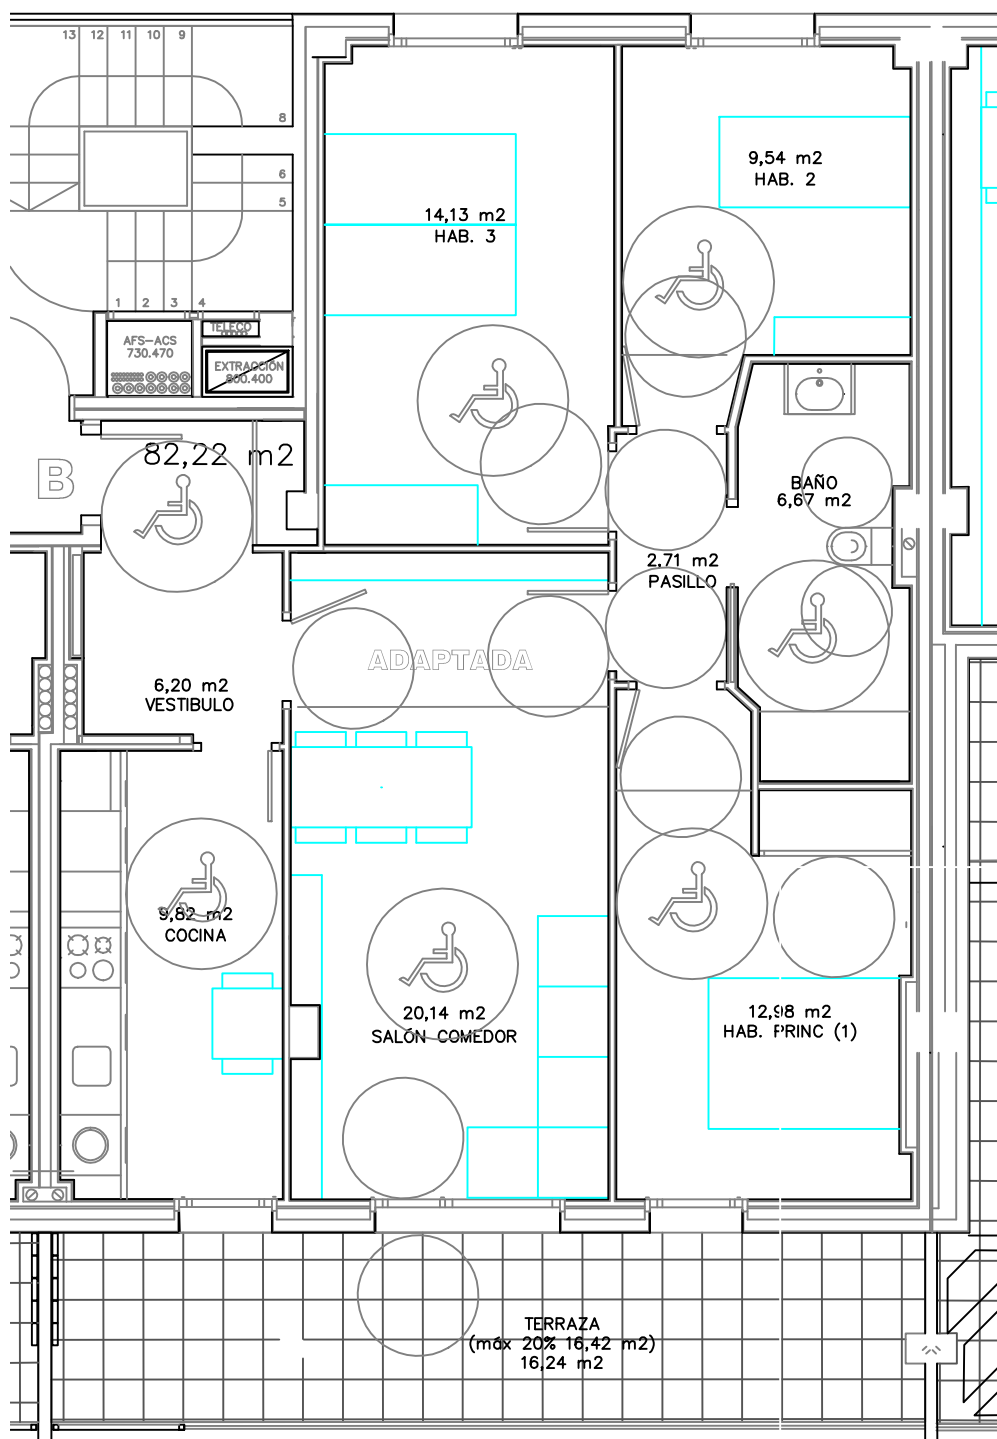 13 12 11 10 9
8
6
5
1 2 3 4
AFS-ACS
730.470
TELECO
EXTRACCIÓN
800.400
14,13 m2
HAB. 3
9,54 m2
HAB. 2
B
82,22 m2
BAÑO
6,67 m2
2,71 m2
PASILLO
ADAPTADA
6,20 m2
VESTIBULO
9,82 m2
COCINA
20,14 m2
SALÓN COMEDOR
12,98 m2
HAB. PRINC (1)
TERRAZA
(máx 20% 16,42 m2)
16,24 m2